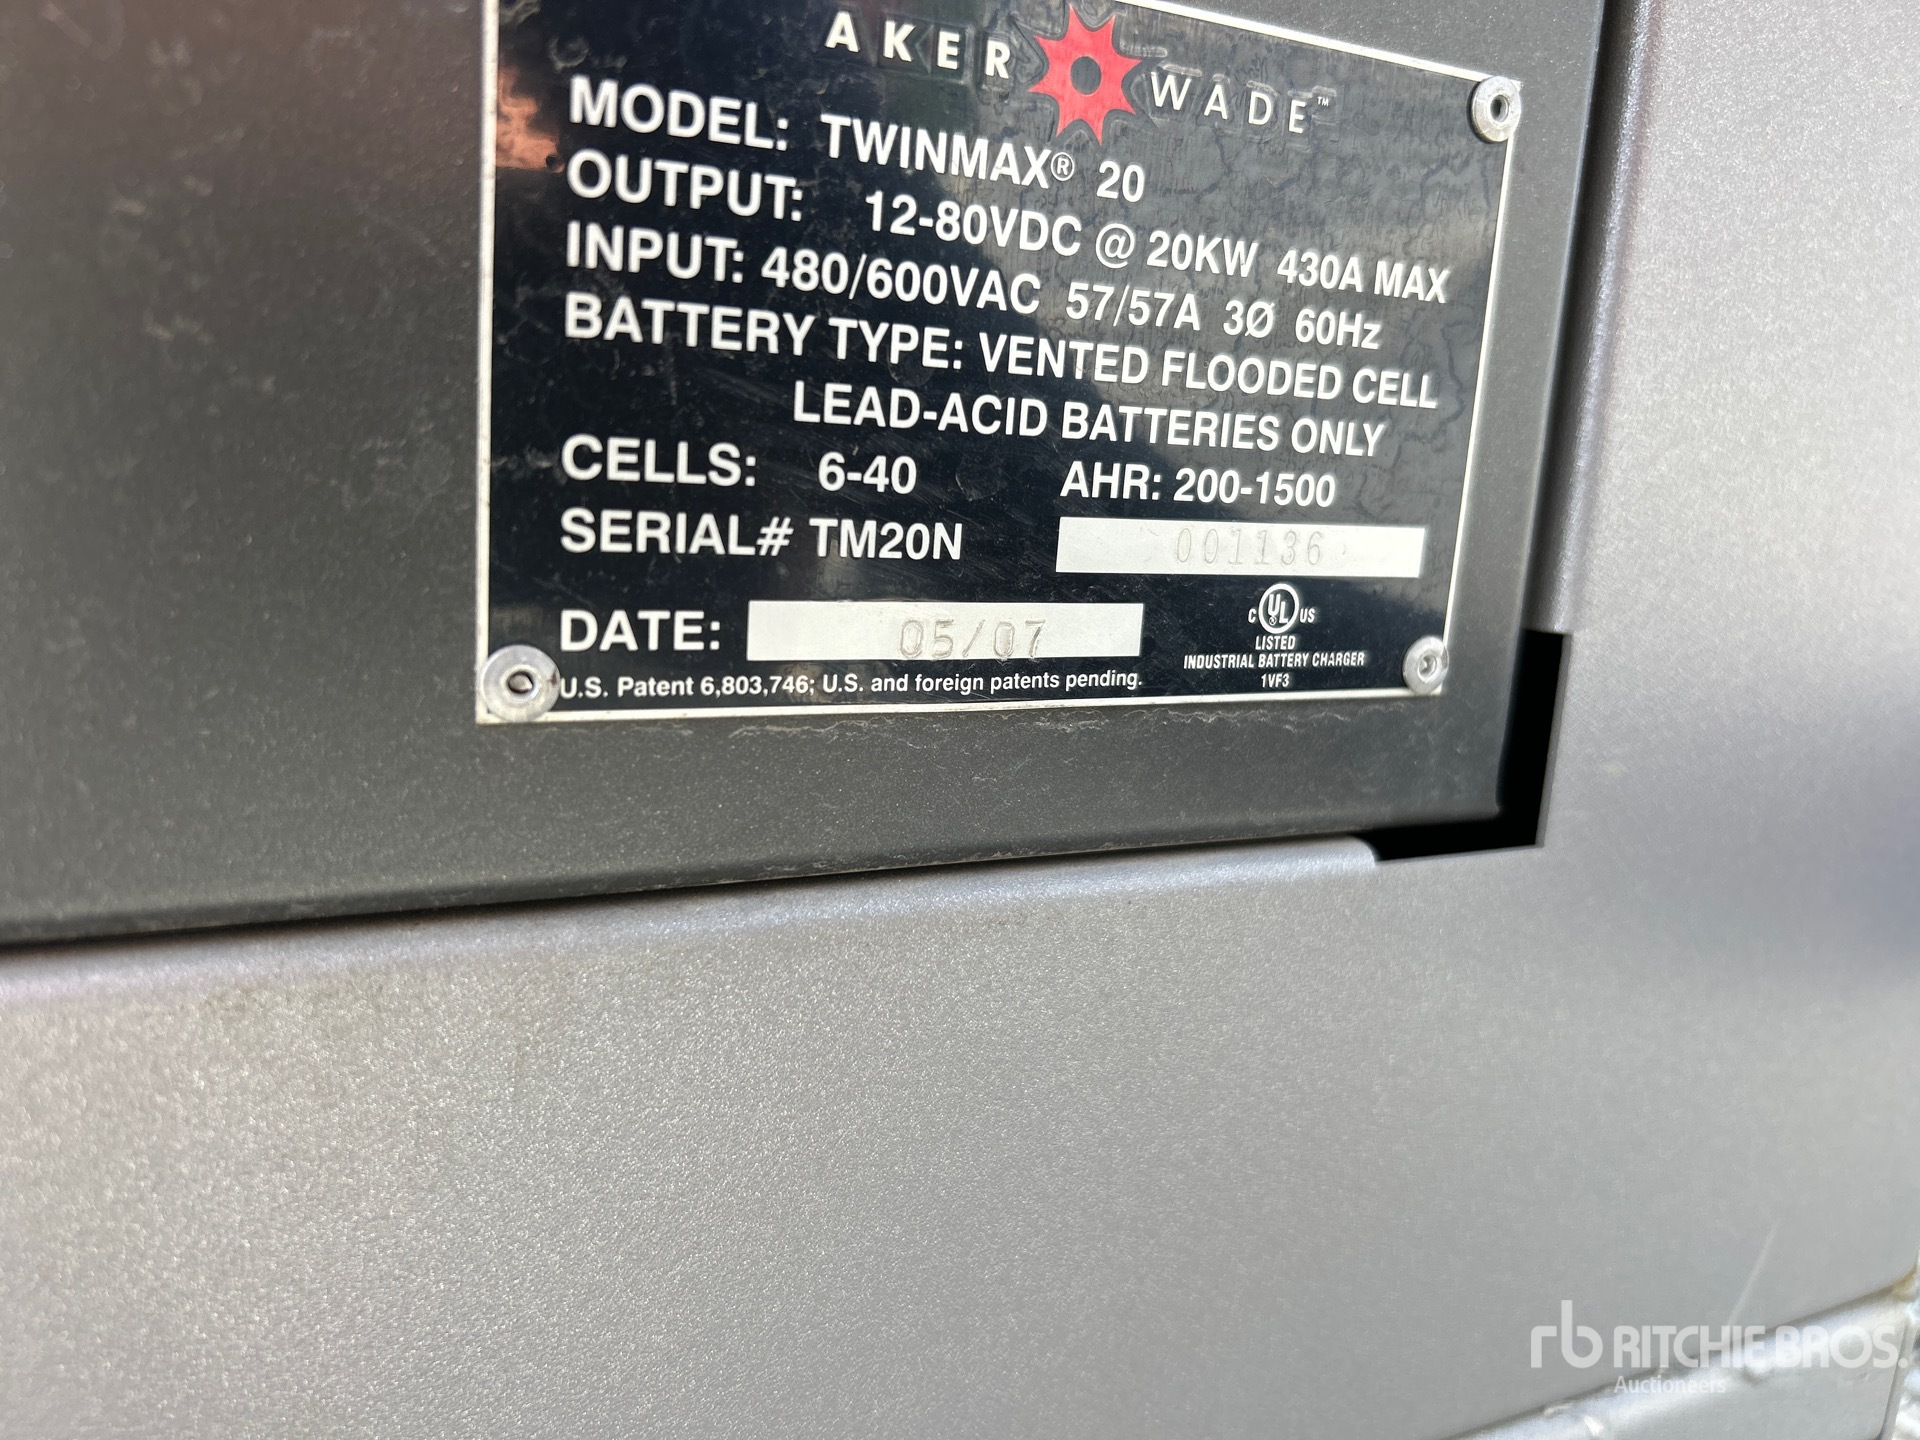 AKER WADE™
MODEL: TWINMAX® 20
OUTPUT: 12-80VDC @ 20KW 430A MAX
INPUT: 480/600VAC 57/57A 3Ø 60Hz
BATTERY TYPE: VENTED FLOODED CELL
LEAD-ACID BATTERIES ONLY
CELLS: 6-40 AHR: 200-1500
SERIAL# TM20N 001136
DATE: 05/07
C UL® US
LISTED
INDUSTRIAL BATTERY CHARGER
1VF3
U.S. Patent 6,803,746; U.S. and foreign patents pending.
rb RITCHIE BROS.
Auctioneers